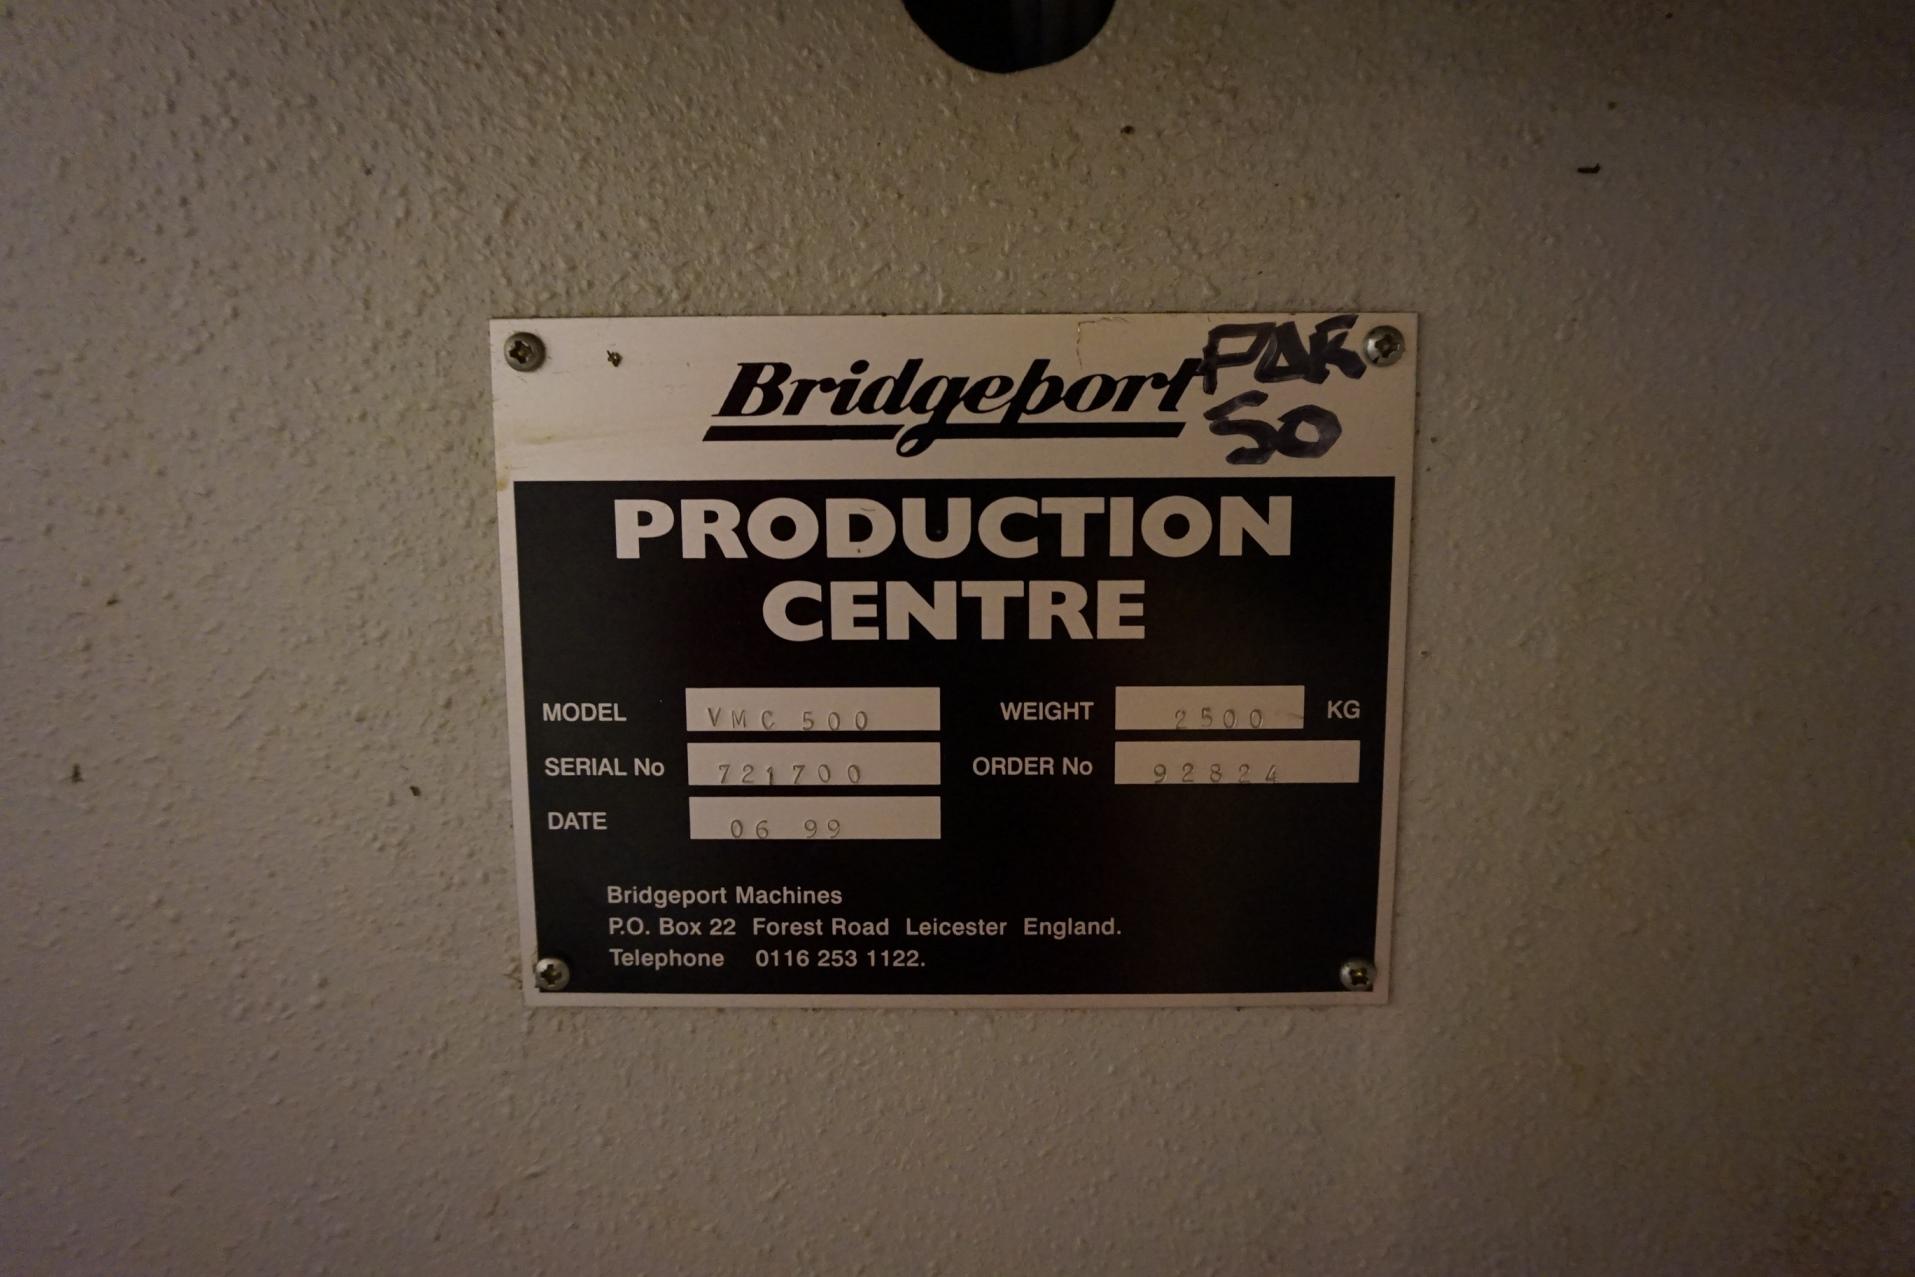 Bridgeport
PAK
50
PRODUCTION
CENTRE
MODEL VMC 500 WEIGHT 2500 KG
SERIAL No 721700 ORDER No 92824
DATE 06 99
Bridgeport Machines
P.O. Box 22 Forest Road Leicester England.
Telephone 0116 253 1122.